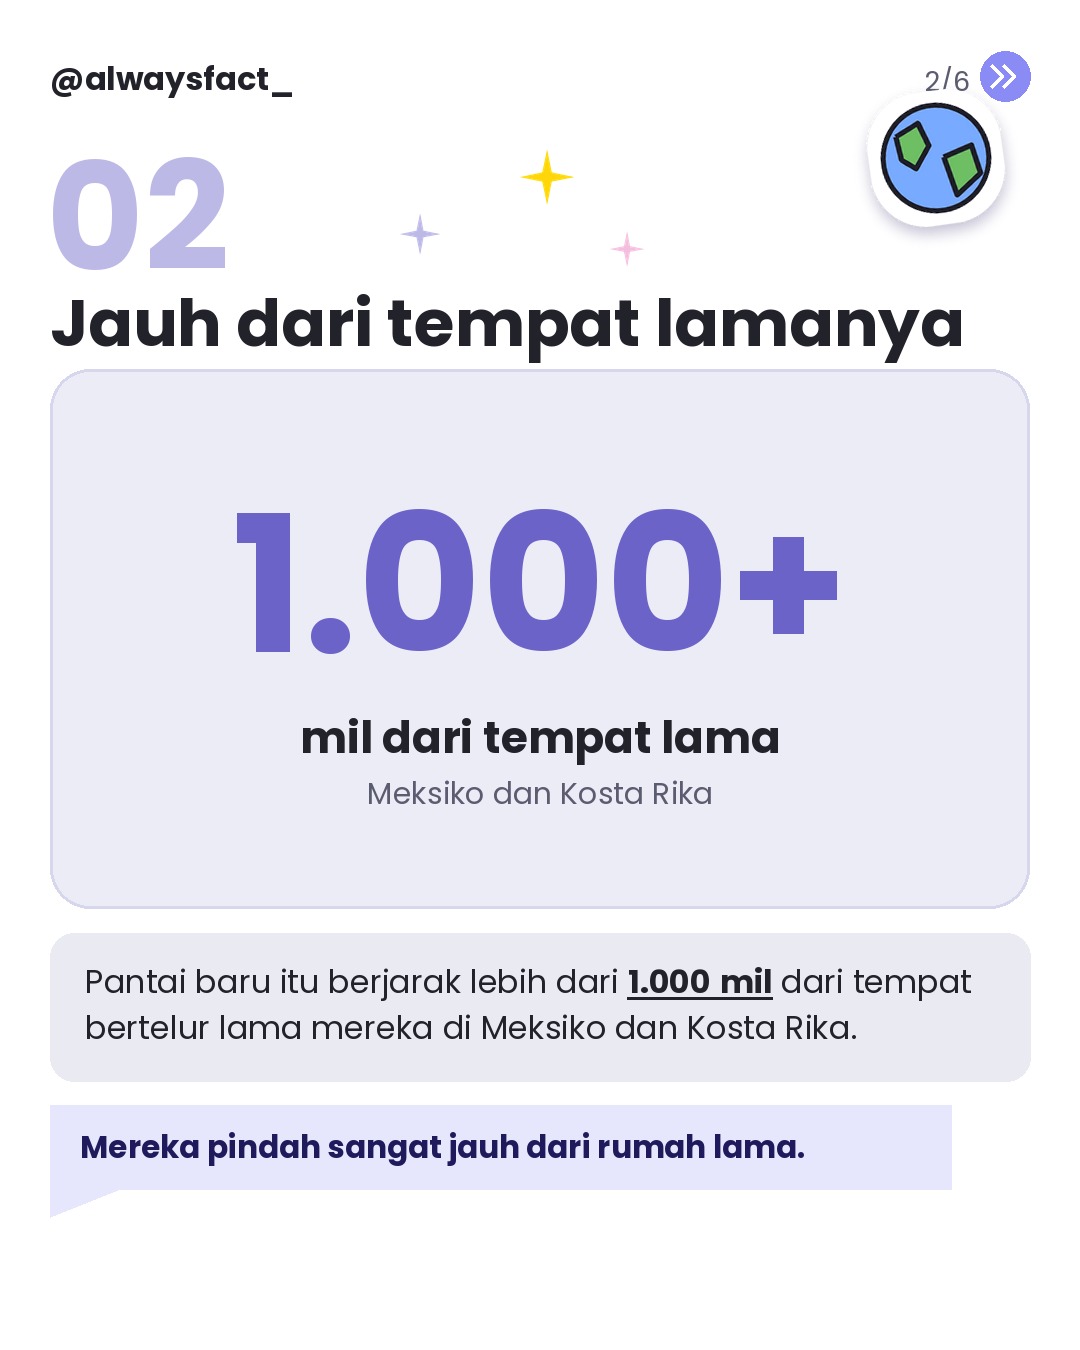 @alwaysfact_
2/6
02
Jauh dari tempat lamanya
1.000+
mil dari tempat lama
Meksiko dan Kosta Rika
Pantai baru itu berjarak lebih dari 1.000 mil dari tempat
bertelur lama mereka di Meksiko dan Kosta Rika.
Mereka pindah sangat jauh dari rumah lama.